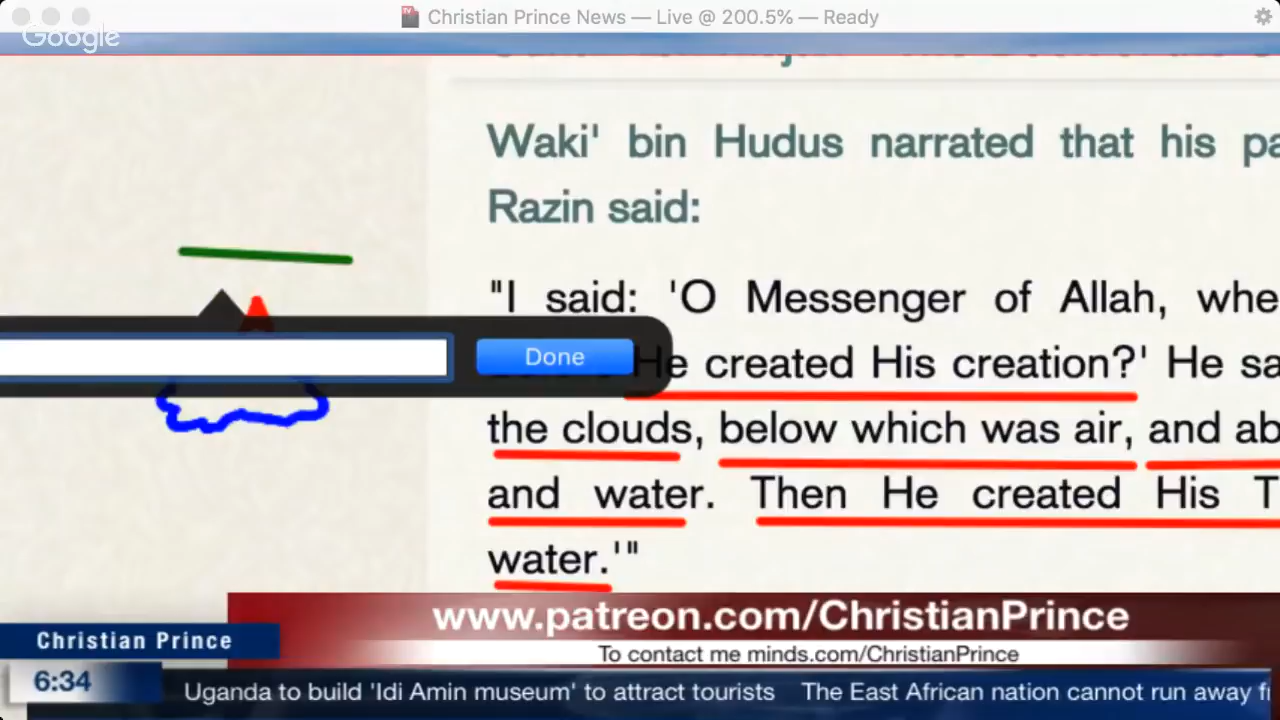 Christian Prince News — Live @ 200.5% — Ready
Google
Waki' bin Hudus narrated that his pa
Razin said:
"I said: 'O Messenger of Allah, whe
Done
He created His creation?' He sa
the clouds, below which was air, and ab
and water. Then He created His T
water.'"
www.patreon.com/ChristianPrince
Christian Prince
To contact me minds.com/ChristianPrince
6:34
Uganda to build 'Idi Amin museum' to attract tourists The East African nation cannot run away f